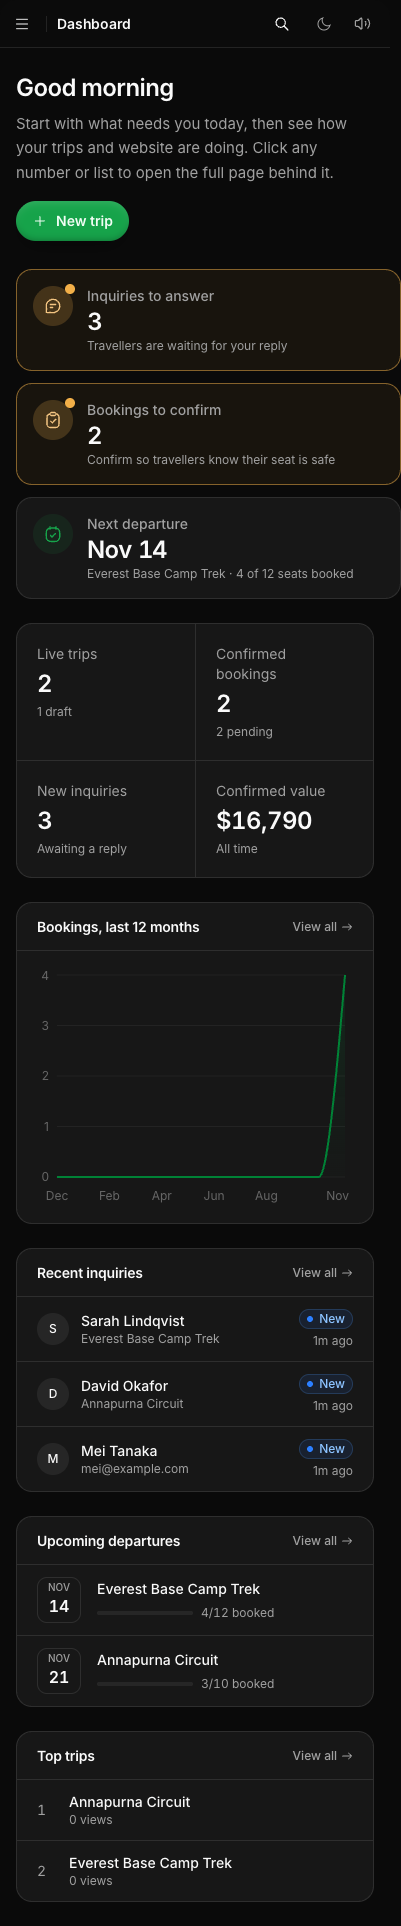 Dashboard
Good morning
Start with what needs you today, then see how
your trips and website are doing. Click any
number or list to open the full page behind it.
New trip
Inquiries to answer
3
Travellers are waiting for your reply
Bookings to confirm
2
Confirm so travellers know their seat is safe
Next departure
Nov 14
Everest Base Camp Trek · 4 of 12 seats booked
Live trips
2
1 draft
Confirmed
bookings
2
2 pending
New inquiries
3
Awaiting a reply
Confirmed value
$16,790
All time
Bookings, last 12 months
View all →
4
3
2
1
0
Dec Feb Apr Jun Aug Nov
Recent inquiries
View all →
S
Sarah Lindqvist
Everest Base Camp Trek
New
1m ago
D
David Okafor
Annapurna Circuit
New
1m ago
M
Mei Tanaka
mei@example.com
New
1m ago
Upcoming departures
View all →
NOV
14
Everest Base Camp Trek
4/12 booked
NOV
21
Annapurna Circuit
3/10 booked
Top trips
View all →
1
Annapurna Circuit
0 views
2
Everest Base Camp Trek
0 views